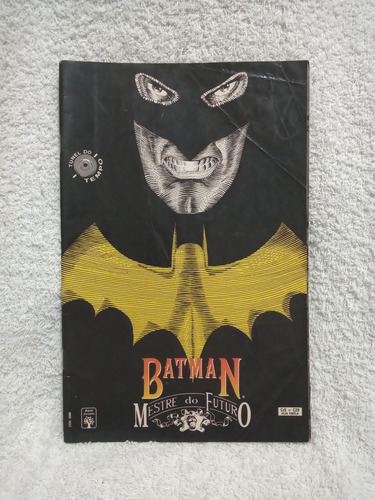 TÚNEL DO
TEMPO
BATMAN
MESTRE do FUTURO